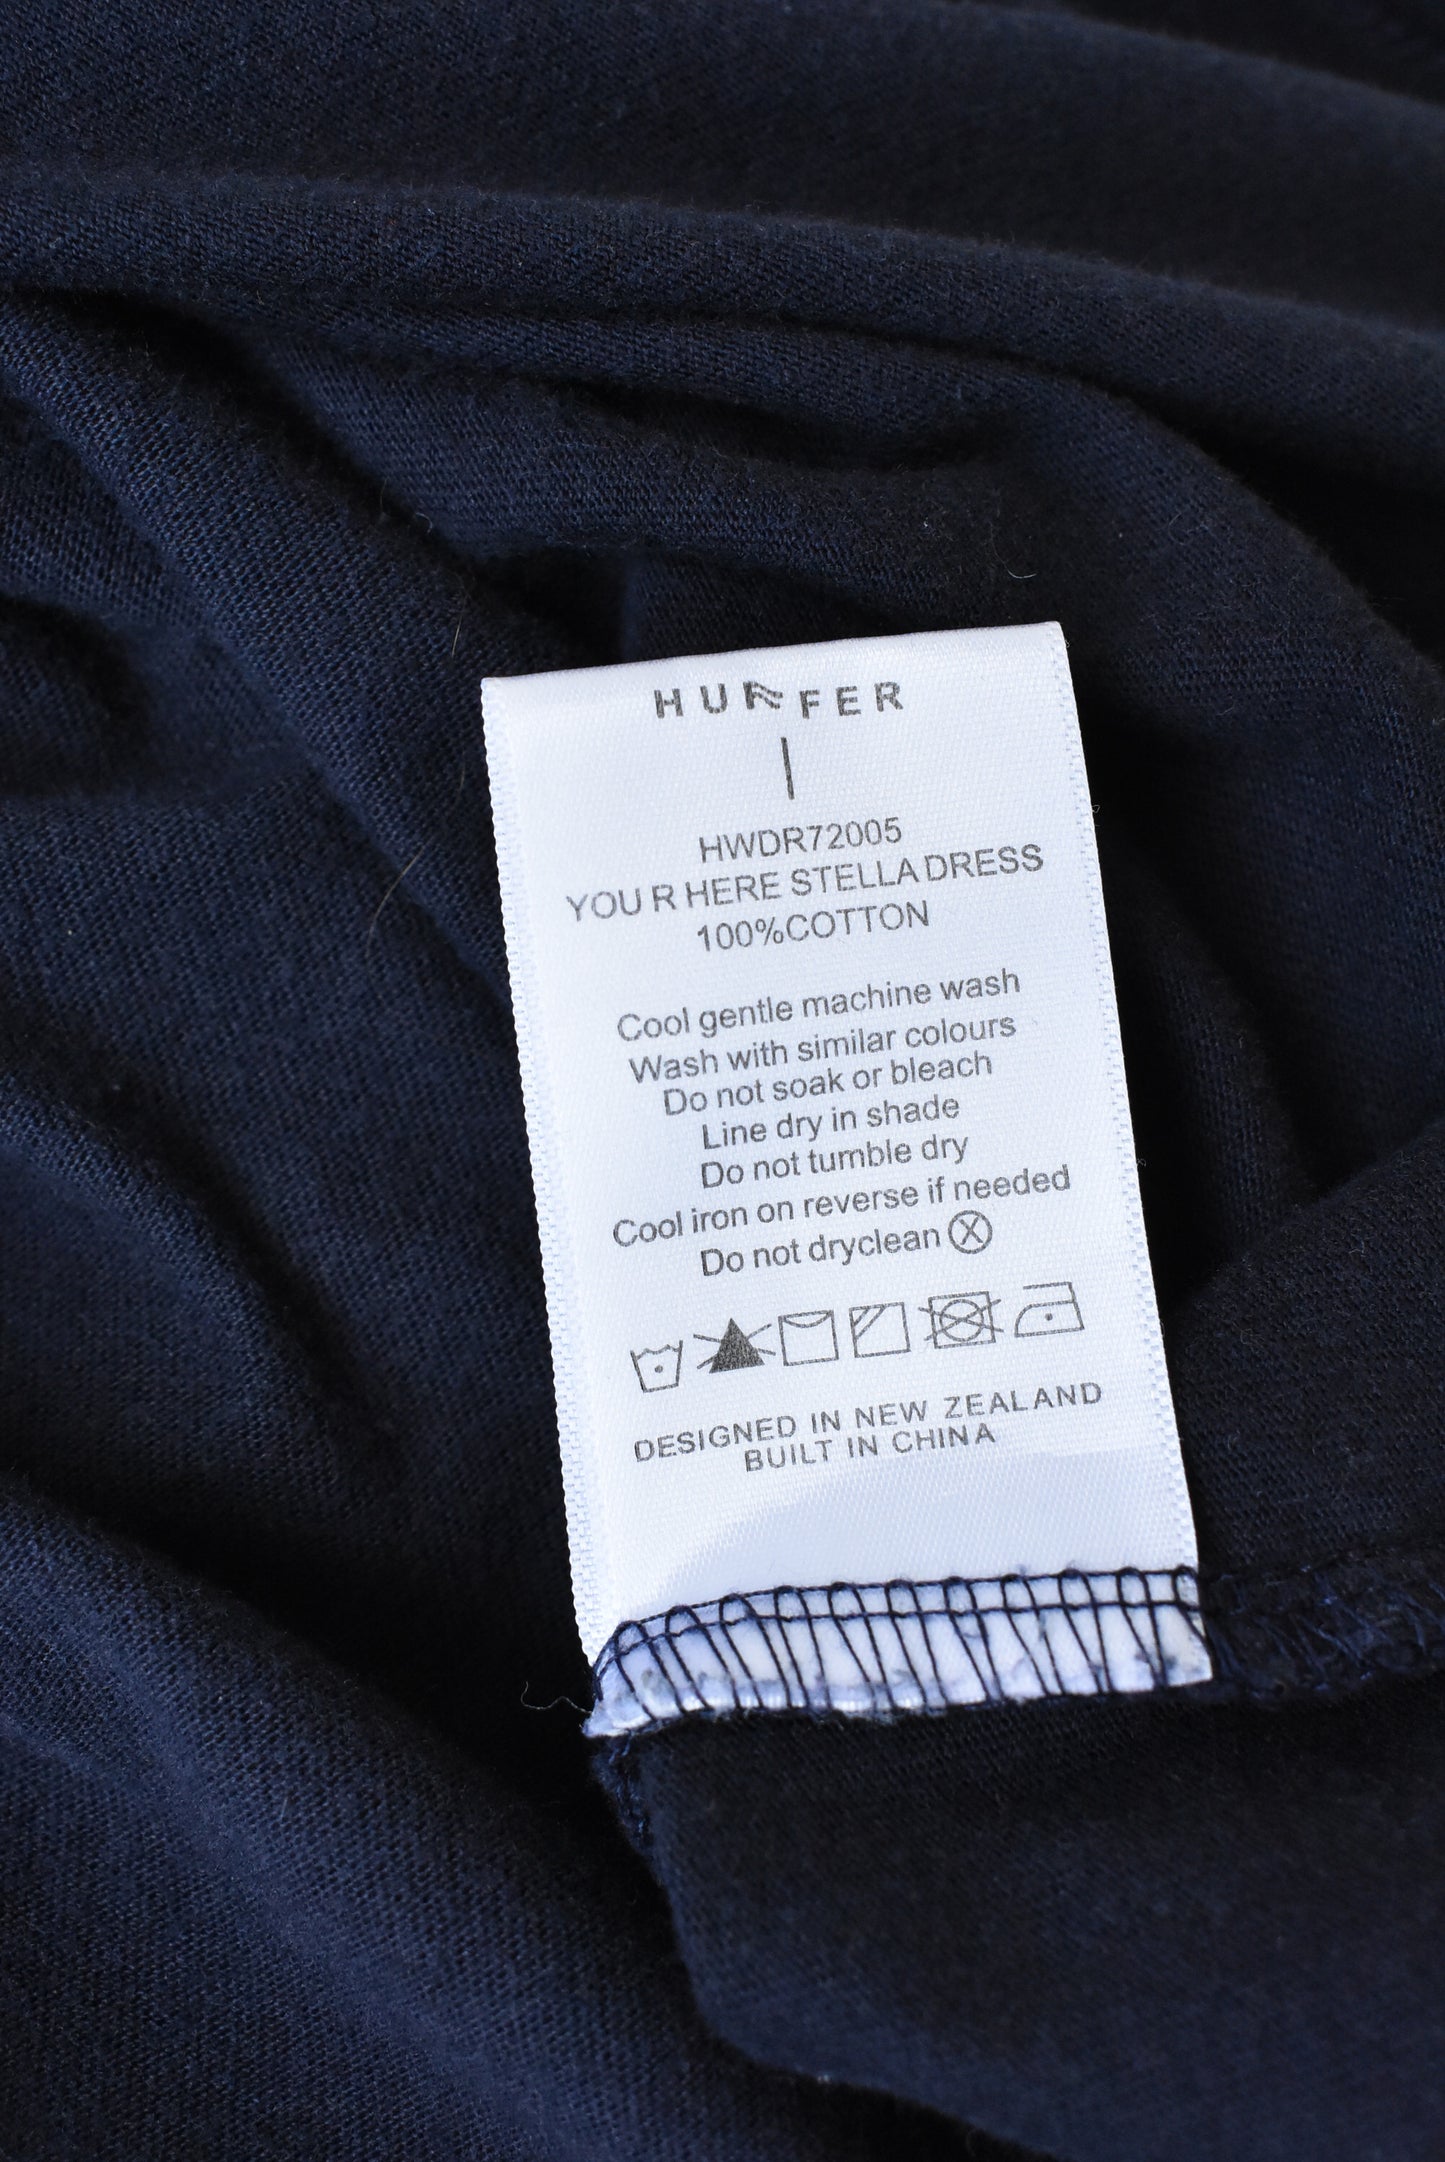 HUFFER
HWDR72005
YOU R HERE STELLA DRESS
100%COTTON
Cool gentle machine wash
Wash with similar colours
Do not soak or bleach
Line dry in shade
Do not tumble dry
Cool iron on reverse if needed
Do not dryclean Ⓧ
DESIGNED IN NEW ZEALAND
BUILT IN CHINA